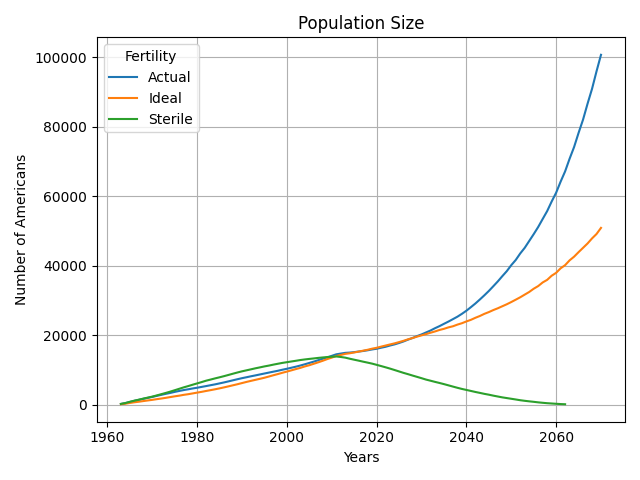 Population Size
Fertility
Actual
Ideal
Sterile
100000
80000
60000
40000
20000
0
Number of Americans
1960 1980 2000 2020 2040 2060
Years